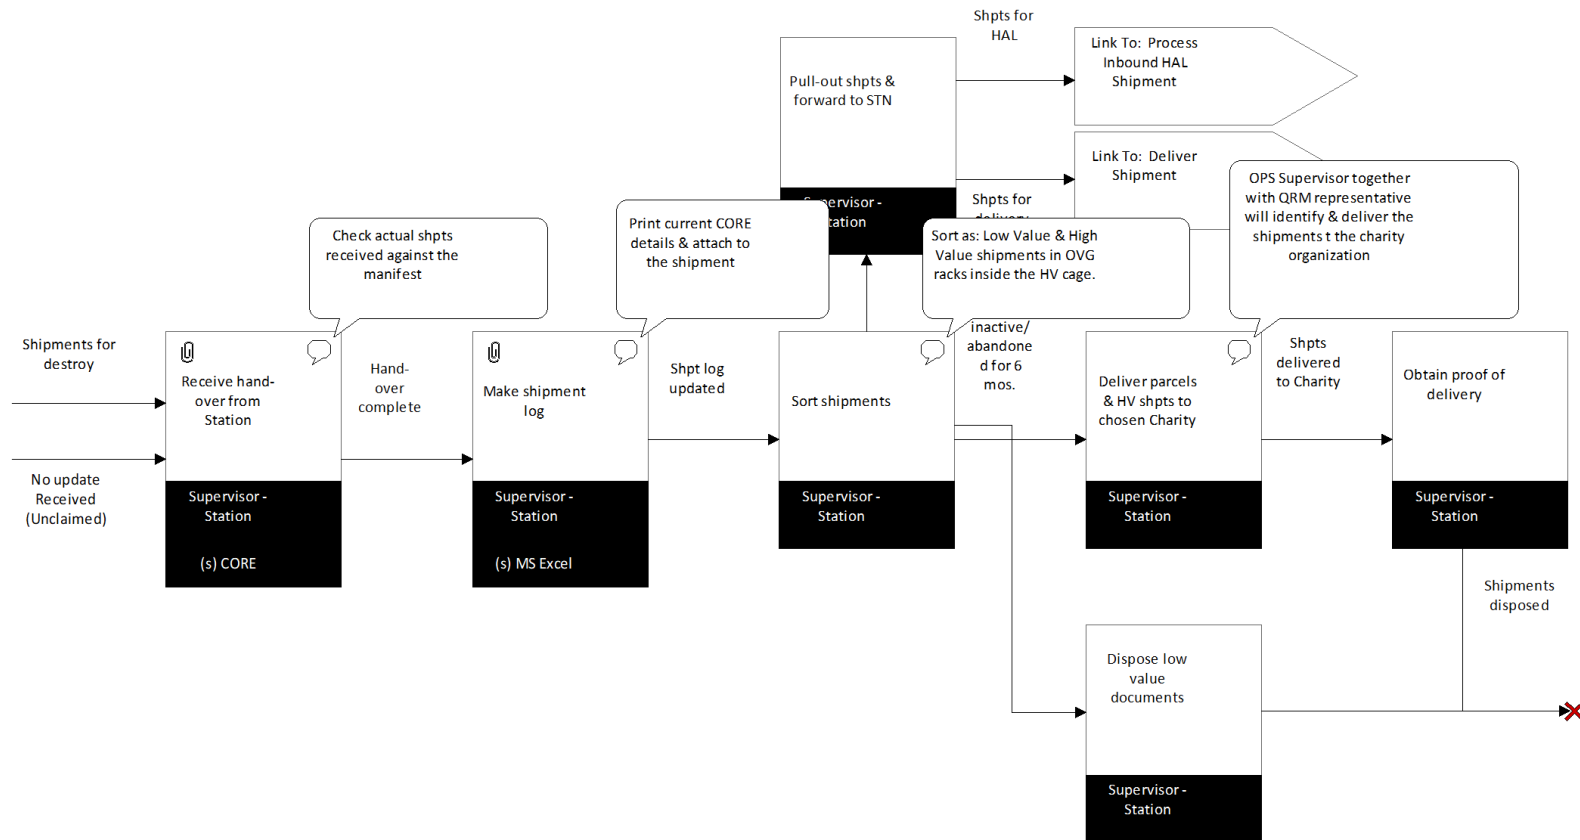 Shpts for
HAL
Pull-out shpts &
forward to STN
Supervisor -
Station
Link To: Process
Inbound HAL
Shipment
Link To: Deliver
Shipment
Shpts for
delivery
Check actual shpts
received against the
manifest
Print current CORE
details & attach to
the shipment
Sort as: Low Value & High
Value shipments in OVG
racks inside the HV cage.
OPS Supervisor together
with QRM representative
will identify & deliver the
shipments t the charity
organization
Shipments for
destroy
No update
Received
(Unclaimed)
Receive hand-
over from
Station
Supervisor -
Station
(s) CORE
Hand-
over
complete
Make shipment
log
Supervisor -
Station
(s) MS Excel
Shpt log
updated
Sort shipments
Supervisor -
Station
inactive/
abandone
d for 6
mos.
Deliver parcels
& HV shpts to
chosen Charity
Supervisor -
Station
Shpts
delivered
to Charity
Obtain proof of
delivery
Supervisor -
Station
Shipments
disposed
Dispose low
value
documents
Supervisor -
Station